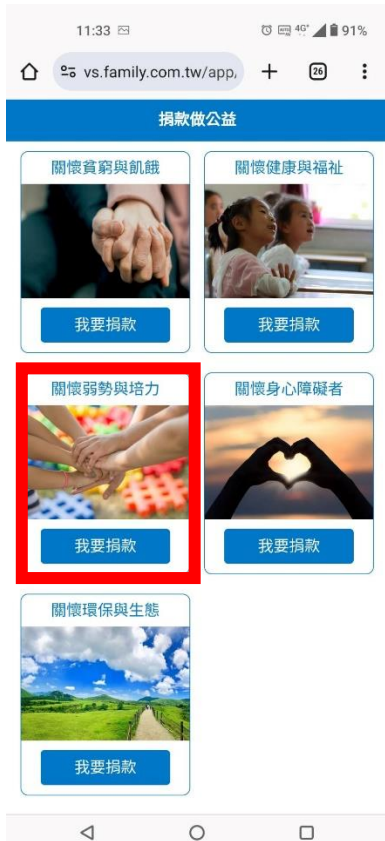 11:33
4G+
91%
vs.family.com.tw/app,
26
捐款做公益
關懷貧窮與飢餓
我要捐款
關懷健康與福祉
我要捐款
關懷弱勢與培力
我要捐款
關懷身心障礙者
我要捐款
關懷環保與生態
我要捐款